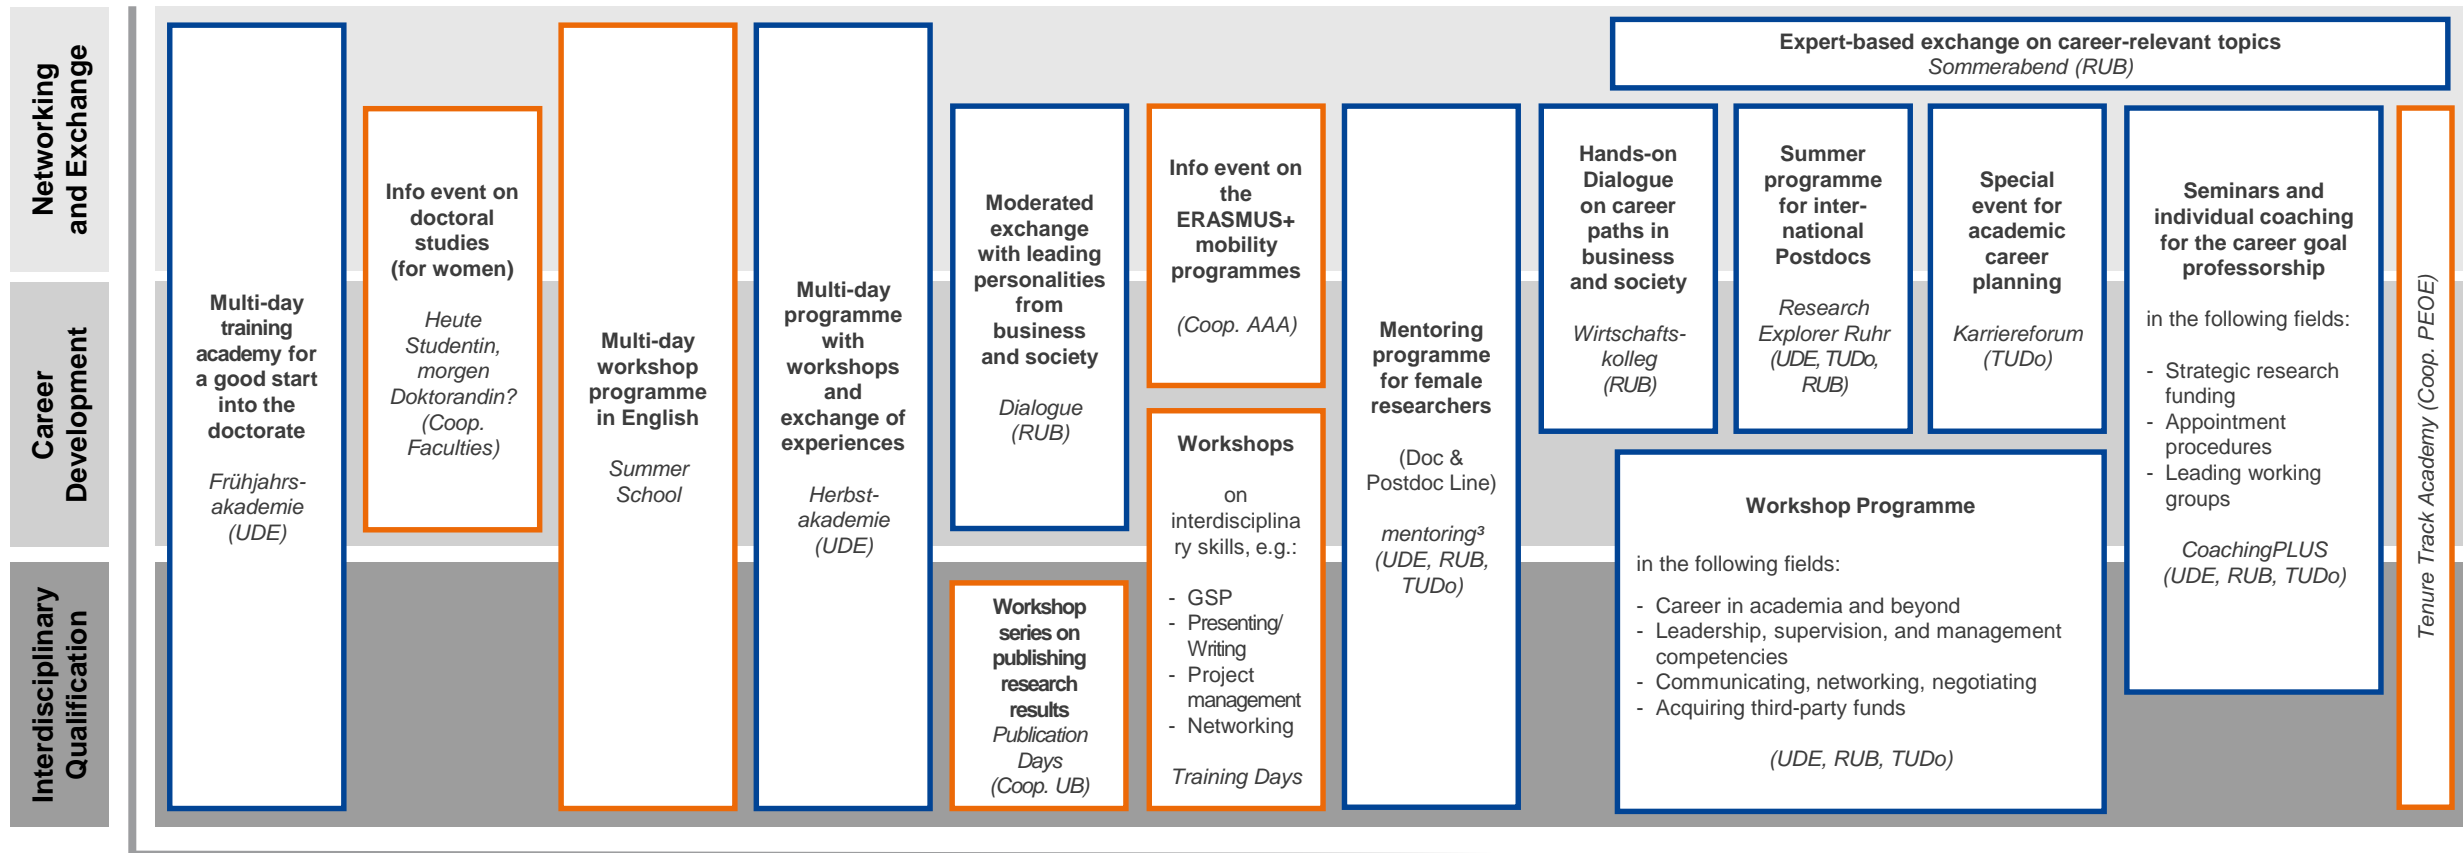 Networking
and Exchange
Career
Development
Interdisciplinary
Qualification
Multi-day
training
academy for
a good start
into the
doctorate
Frühjahrs-
akademie
(UDE)
Info event on
doctoral
studies
(for women)
Heute
Studentin,
morgen
Doktorandin?
(Coop.
Faculties)
Multi-day
workshop
programme
in English
Summer
School
Multi-day
programme
with
workshops
and
exchange of
experiences
Herbst-
akademie
(UDE)
Moderated
exchange
with leading
personalities
from
business
and society
Dialogue
(RUB)
Workshop
series on
publishing
research
results
Publication
Days
(Coop. UB)
Info event on
the
ERASMUS+
mobility
programmes
(Coop. AAA)
Workshops
on
interdisciplina
ry skills, e.g.:
- GSP
- Presenting/
Writing
- Project
management
- Networking
Training Days
Mentoring
programme
for female
researchers
(Doc &
Postdoc Line)
mentoring³
(UDE, RUB,
TUDo)
Expert-based exchange on career-relevant topics
Sommerabend (RUB)
Hands-on
Dialogue
on career
paths in
business
and society
Wirtschafts-
kolleg
(RUB)
Summer
programme
for inter-
national
Postdocs
Research
Explorer Ruhr
(UDE, TUDo,
RUB)
Special
event for
academic
career
planning
Karriereforum
(TUDo)
Workshop Programme
in the following fields:
- Career in academia and beyond
- Leadership, supervision, and management
competencies
- Communicating, networking, negotiating
- Acquiring third-party funds
(UDE, RUB, TUDo)
Seminars and
individual coaching
for the career goal
professorship
in the following fields:
- Strategic research
funding
- Appointment
procedures
- Leading working
groups
CoachingPLUS
(UDE, RUB, TUDo)
Tenure Track Academy (Coop. PEOE)